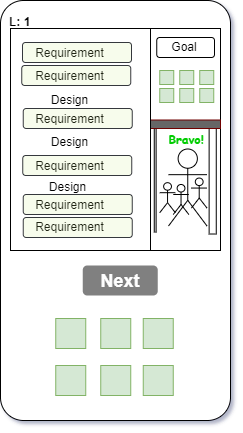 L: 1
Requirement
Goal
Requirement
Design
Requirement
Bravo!
Design
Requirement
Design
Requirement
Requirement
Next